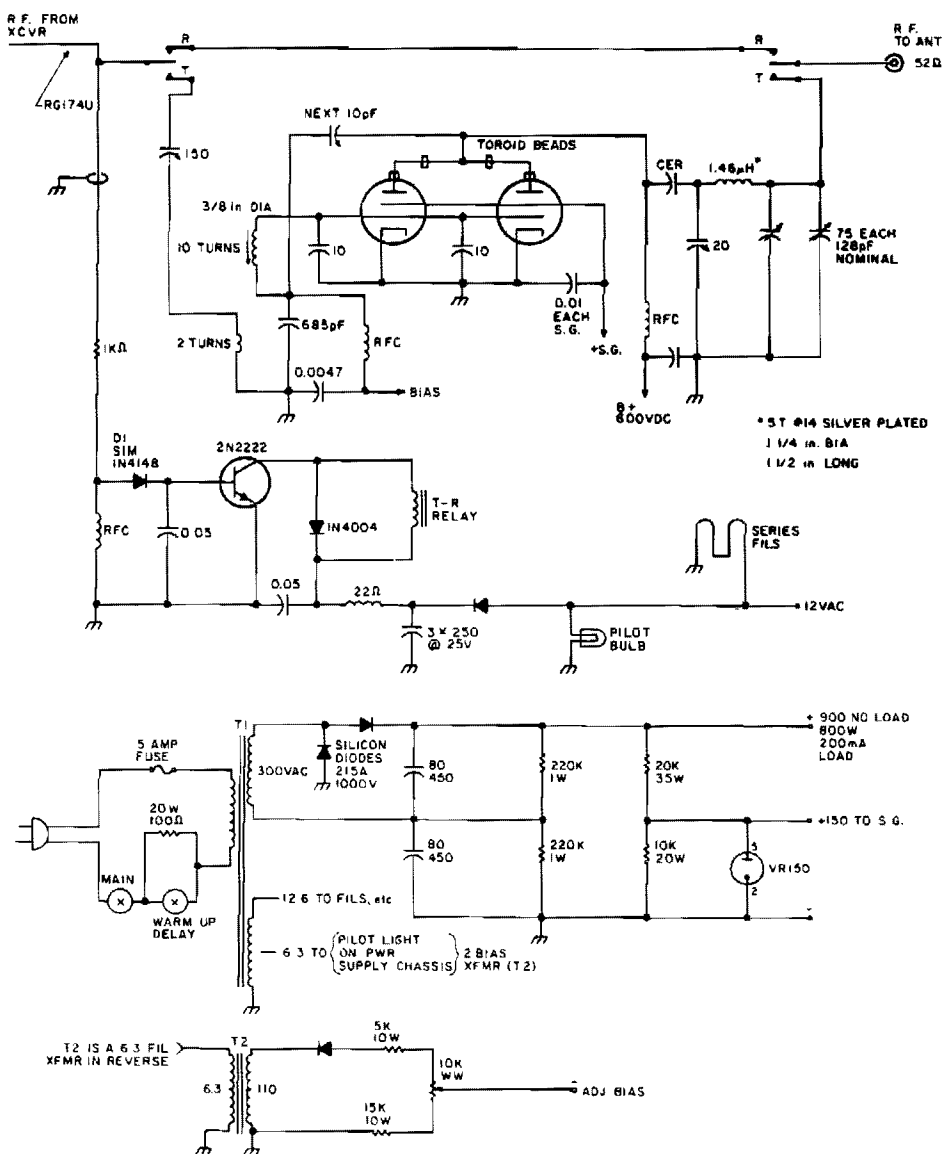 R.F. FROM
XCVR
R
T
RG174U
R
T
R.F.
TO ANT
52Ω
150
NEXT 10pF
TOROID BEADS
3/8 in DIA
10 TURNS
10
10
CER
1.46µH*
20
75 EACH
128pF
NOMINAL
0.01
EACH
S.G.
+S.G.
RFC
B+
600VDC
1KΩ
2 TURNS
685pF
RFC
0.0047
BIAS
* 5T #14 SILVER PLATED
1 1/4 in. BIA
1 1/2 in LONG
D1
SIM
1N4148
2N2222
RFC
0.05
1N4004
T-R
RELAY
0.05
22Ω
3 x 250
@ 25V
SERIES
FILS
PILOT
BULB
12VAC
T1
5 AMP
FUSE
20W
100Ω
MAIN
WARM UP
DELAY
300VAC
SILICON
DIODES
215A
1000V
80
450
80
450
220K
1W
220K
1W
20K
35W
10K
20W
+ 900 NO LOAD
800W
200mA
LOAD
+150 TO S.G.
5
VR150
2
-
12.6 TO FILS, etc
6.3 TO { PILOT LIGHT
ON PWR
SUPPLY CHASSIS } 2 BIAS
XFMR (T2)
T2 IS A 6.3 FIL
XFMR IN REVERSE
T2
6.3
110
5K
10W
10K
WW
15K
10W
-
ADJ BIAS